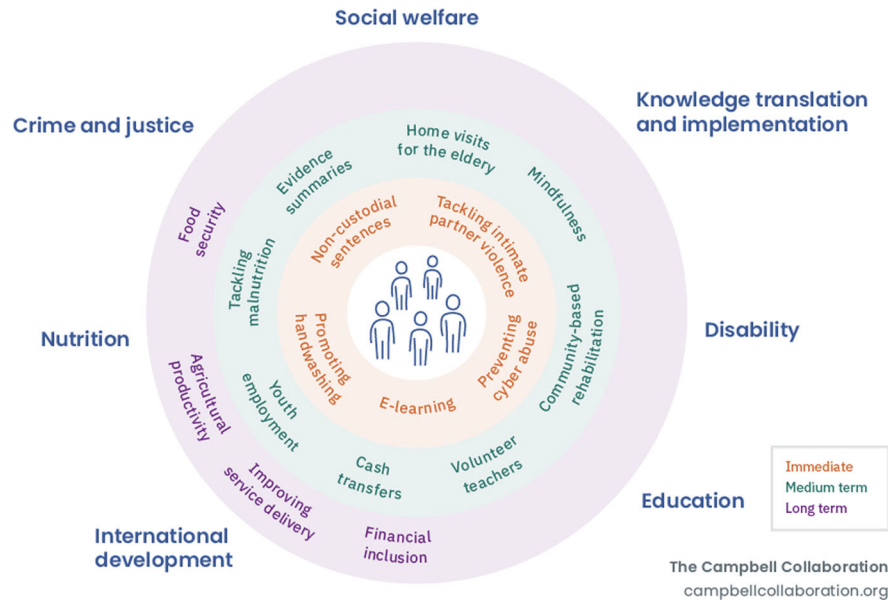 Social welfare
Knowledge translation
and implementation
Crime and justice
Home visits
for the eldery
Evidence
summaries
Mindfulness
Non-custodial
sentences
Tackling intimate
partner violence
Food
security
Tackling
malnutrition
Community-based
rehabilitation
Disability
Nutrition
Promoting
handwashing
Preventing
cyber abuse
E-learning
Agricultural
productivity
Youth
employment
Cash
transfers
Volunteer
teachers
Improving
service delivery
Financial
inclusion
Education
International
development
Immediate
Medium term
Long term
The Campbell Collaboration
campbellcollaboration.org